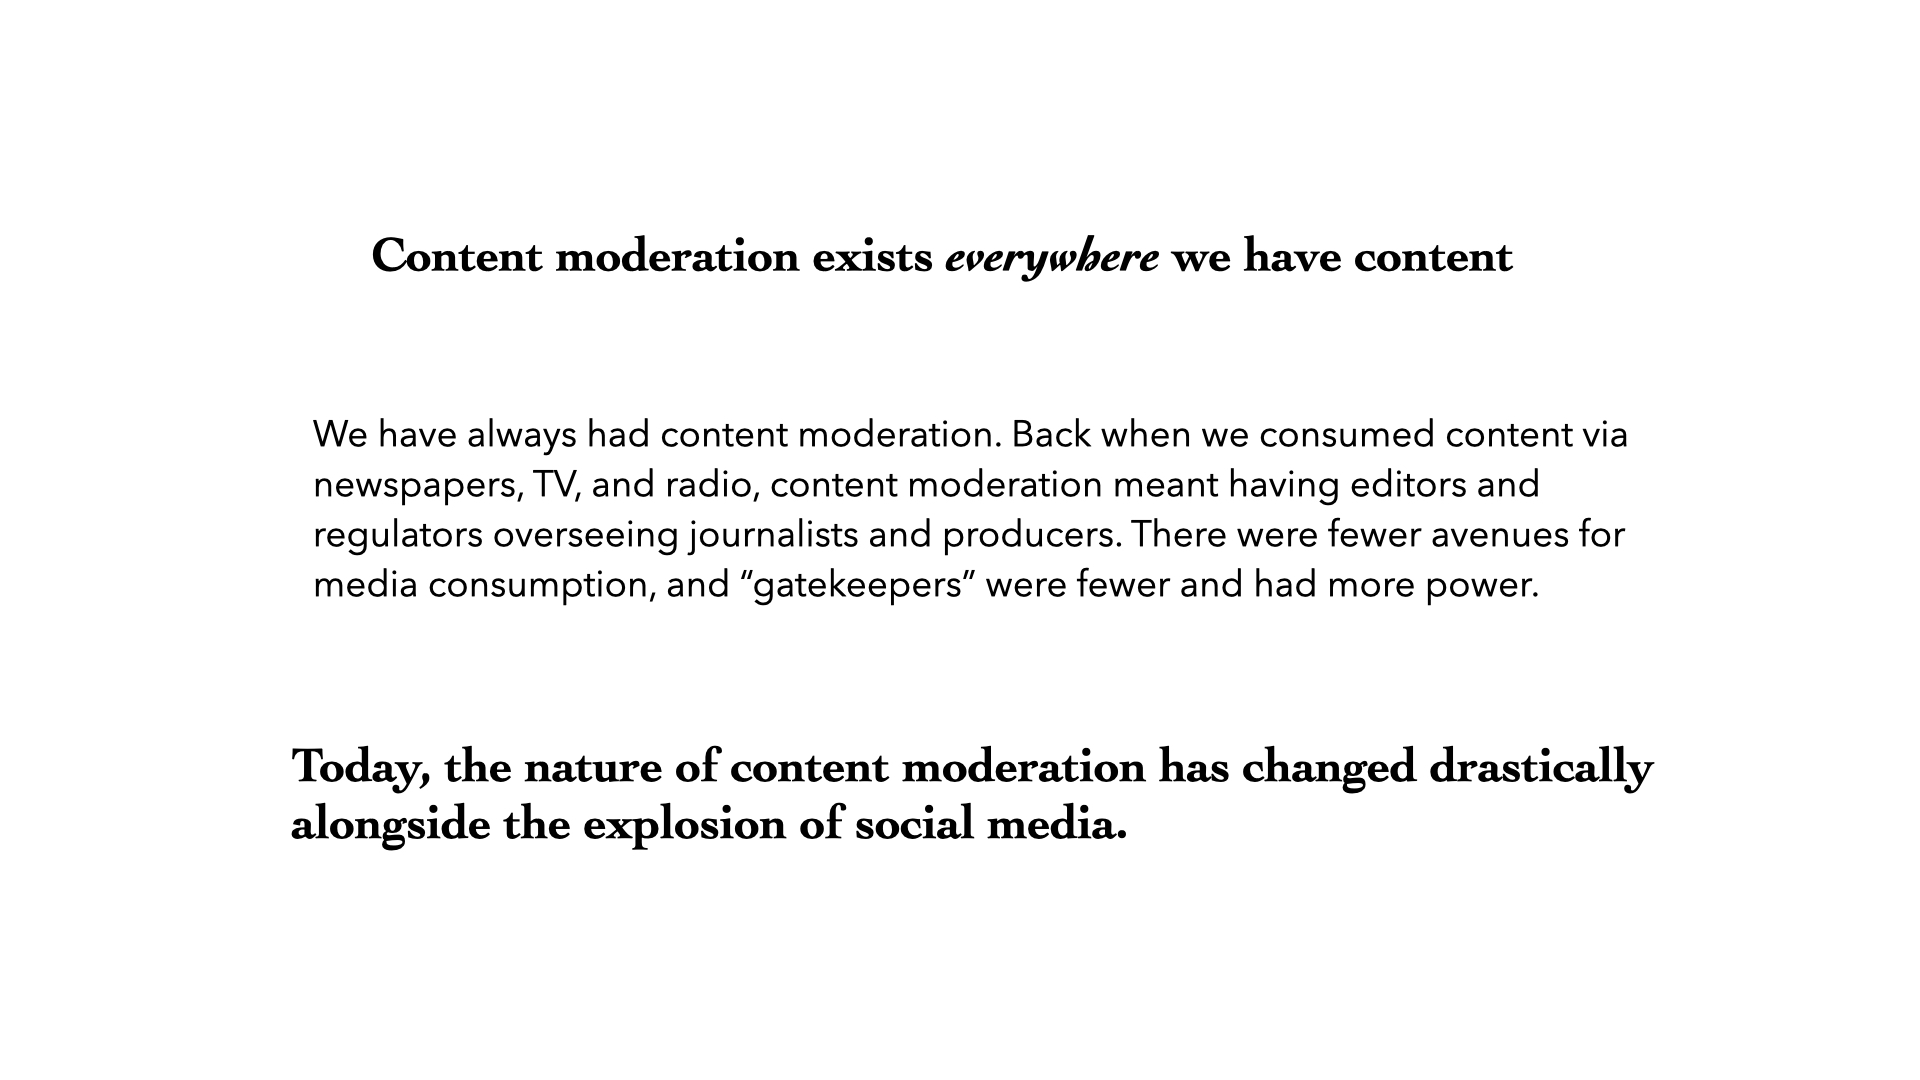 Content moderation exists everywhere we have content
We have always had content moderation. Back when we consumed content via
newspapers, TV, and radio, content moderation meant having editors and
regulators overseeing journalists and producers. There were fewer avenues for
media consumption, and “gatekeepers” were fewer and had more power.
Today, the nature of content moderation has changed drastically
alongside the explosion of social media.